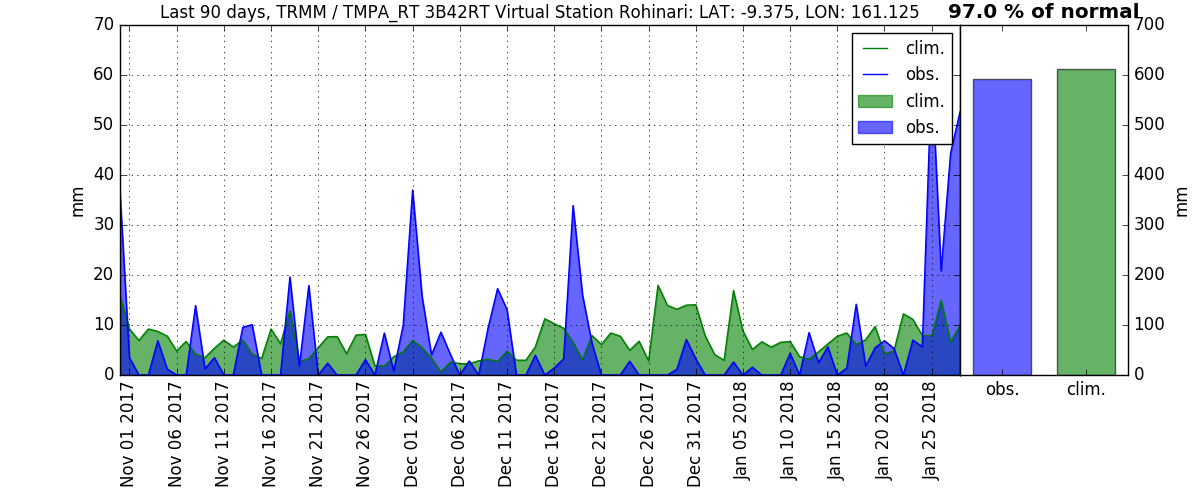 Last 90 days, TRMM / TMPA_RT 3B42RT Virtual Station Rohinari: LAT: -9.375, LON: 161.125
97.0 % of normal
clim.
obs.
clim.
obs.
70
60
50
40
30
20
10
0
mm
700
600
500
400
300
200
100
0
mm
Nov 01 2017
Nov 06 2017
Nov 11 2017
Nov 16 2017
Nov 21 2017
Nov 26 2017
Dec 01 2017
Dec 06 2017
Dec 11 2017
Dec 16 2017
Dec 21 2017
Dec 26 2017
Dec 31 2017
Jan 05 2018
Jan 10 2018
Jan 15 2018
Jan 20 2018
Jan 25 2018
obs.
clim.